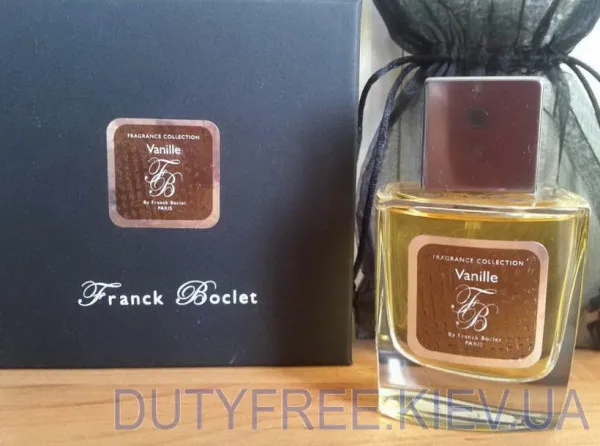 FRAGRANCE COLLECTION
Vanille
FB
By Franck Boclet
PARIS
Franck Boclet
FRAGRANCE COLLECTION
Vanille
FB
By Franck Boclet
PARIS
DUTYFREE.KIEV.UA